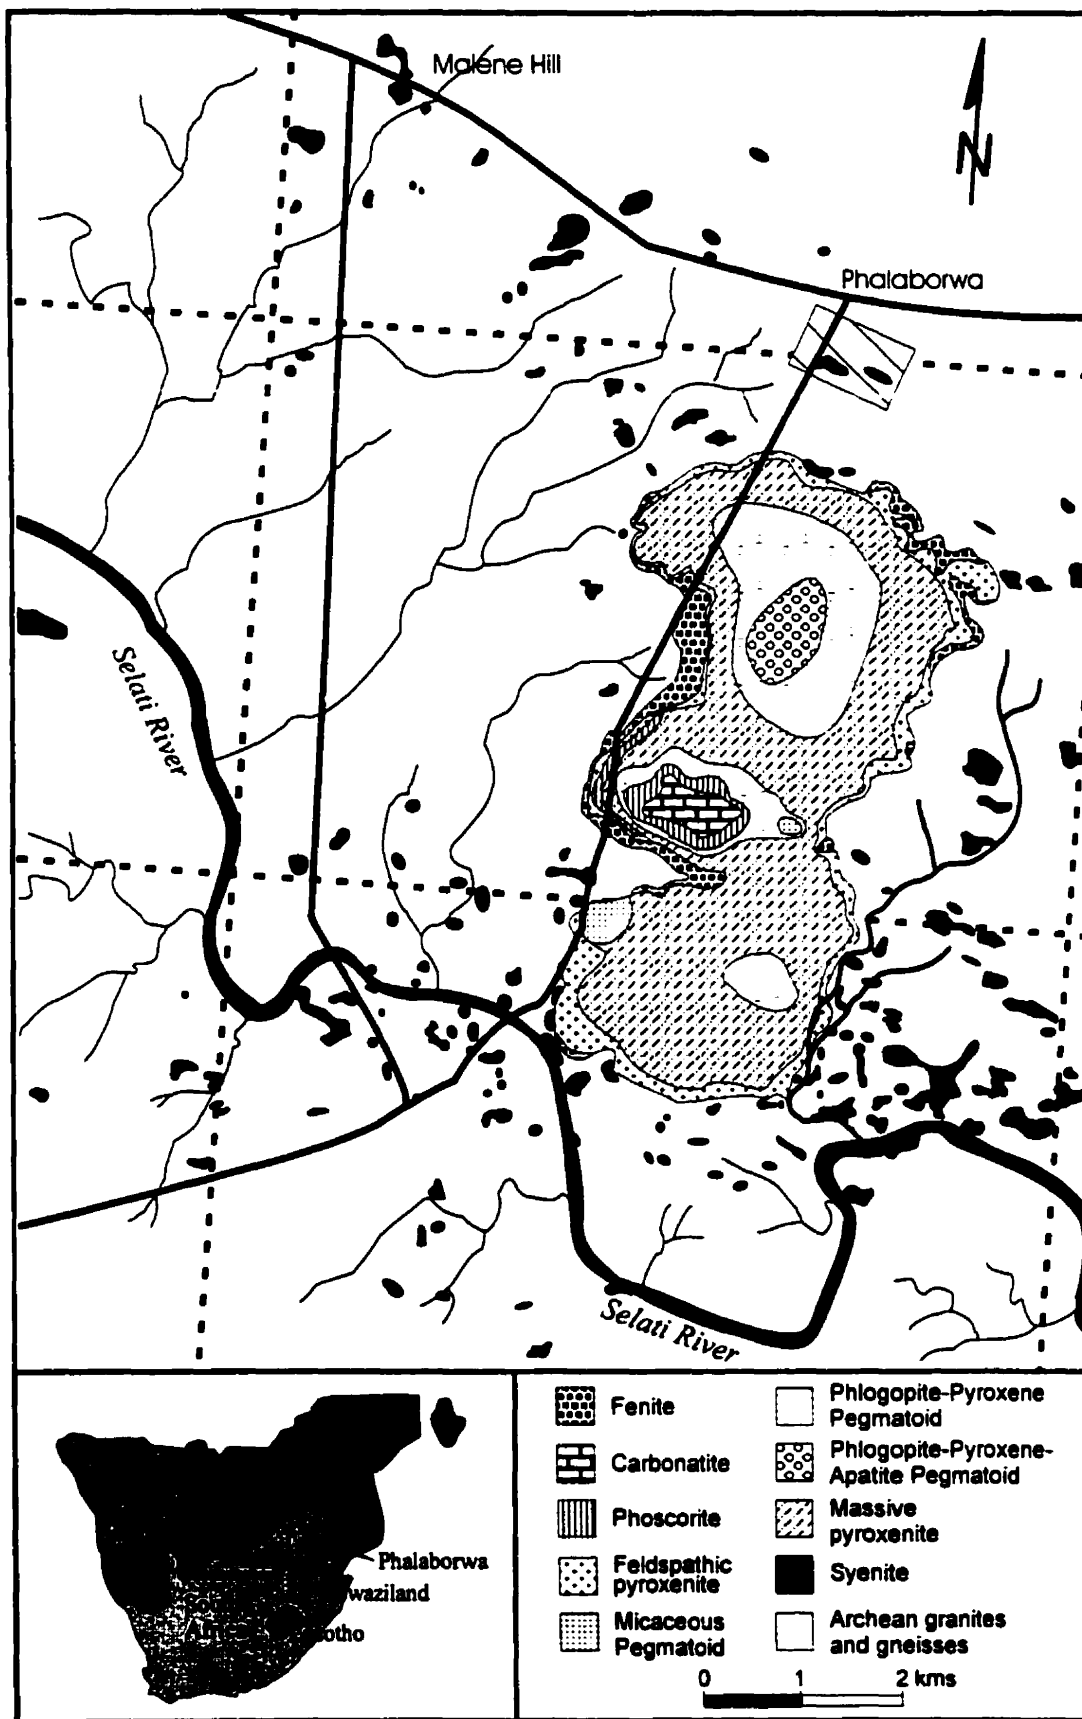 Malene Hill
N
Phalaborwa
Selati River
Selati River
Phalaborwa
waziland
otho
Fenite
Carbonatite
Phoscorite
Feldspathic
pyroxenite
Micaceous
Pegmatoid
Phlogopite-Pyroxene
Pegmatoid
Phlogopite-Pyroxene-
Apatite Pegmatoid
Massive
pyroxenite
Syenite
Archean granites
and gneisses
0 1 2 kms